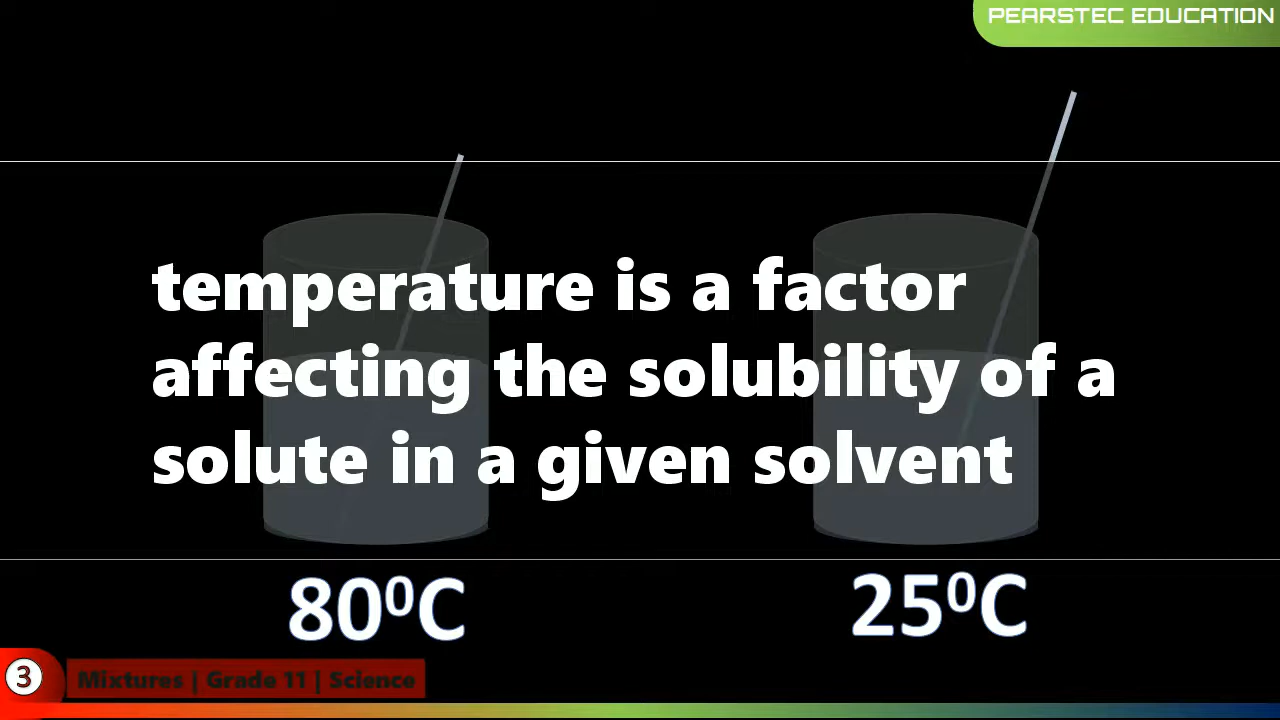 PEARSTEC EDUCATION
temperature is a factor
affecting the solubility of a
solute in a given solvent
80⁰C
25⁰C
3
Mixtures | Grade 11 | Science